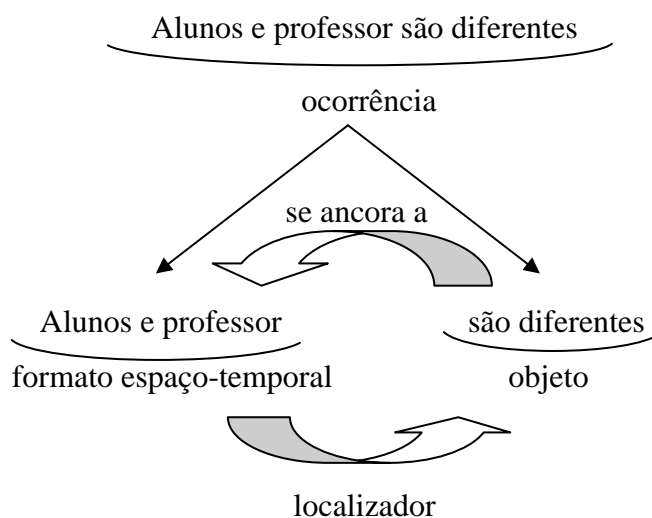 Alunos e professor são diferentes
ocorrência
se ancora a
Alunos e professor
são diferentes
formato espaço-temporal
objeto
localizador